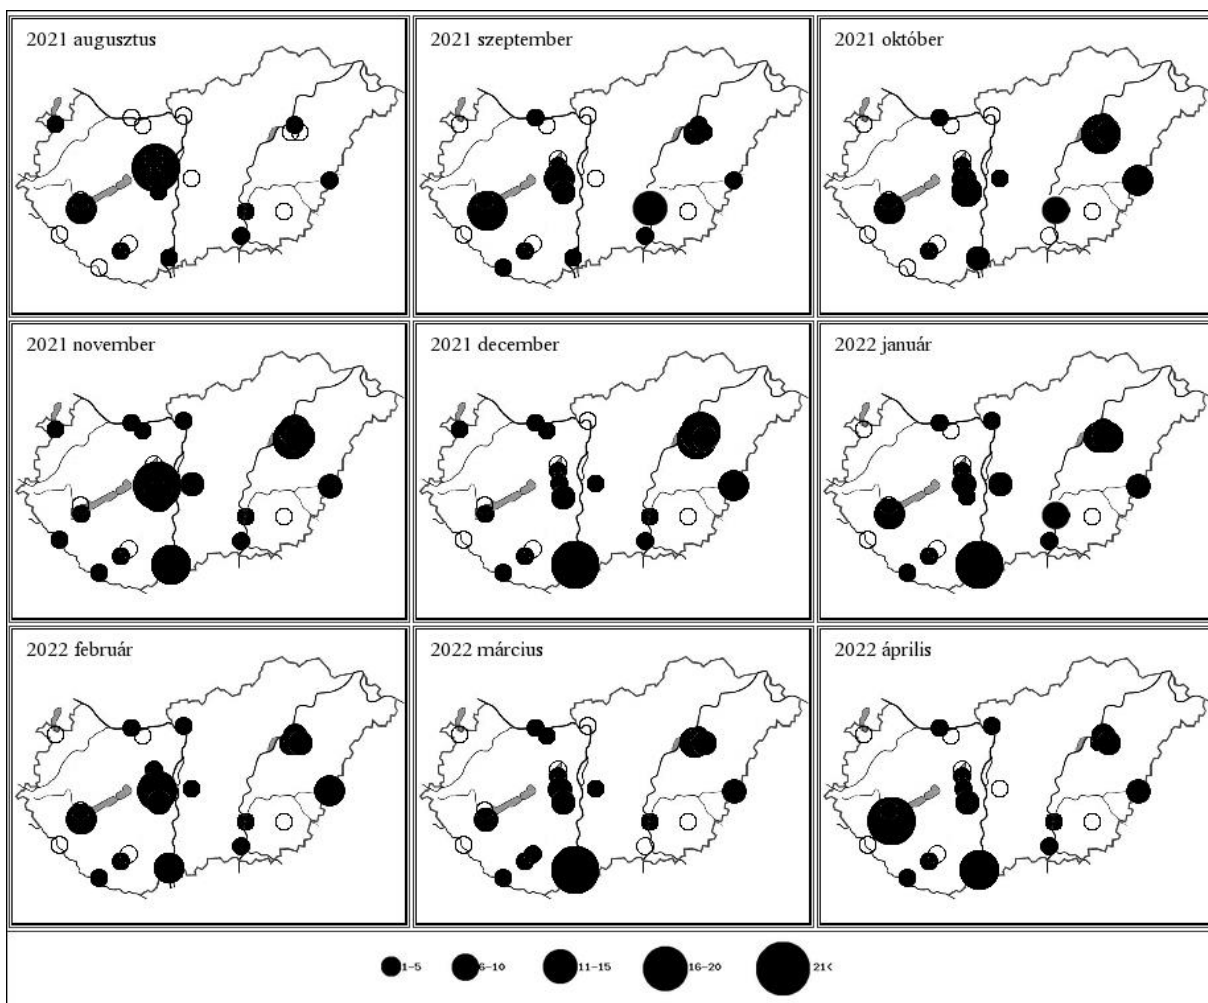 2021 augusztus
2021 szeptember
2021 október
2021 november
2021 december
2022 január
2022 február
2022 március
2022 április
1-5
6-10
11-15
16-20
21<